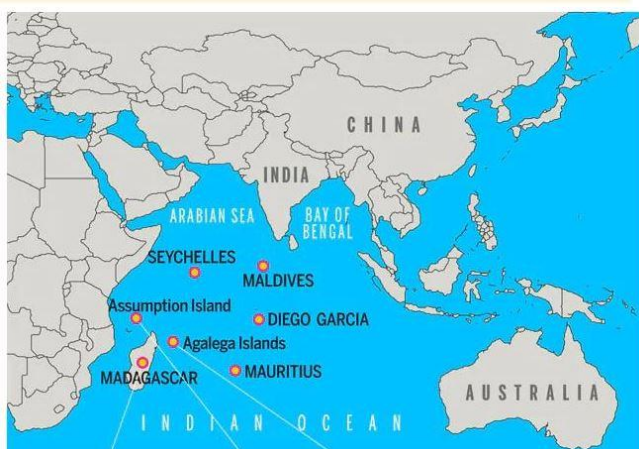 CHINA
INDIA
ARABIAN SEA
BAY OF
BENGAL
SEYCHELLES
MALDIVES
Assumption Island
DIEGO GARCIA
Agalega Islands
MADAGASCAR
MAURITIUS
AUSTRALIA
INDIAN OCEAN